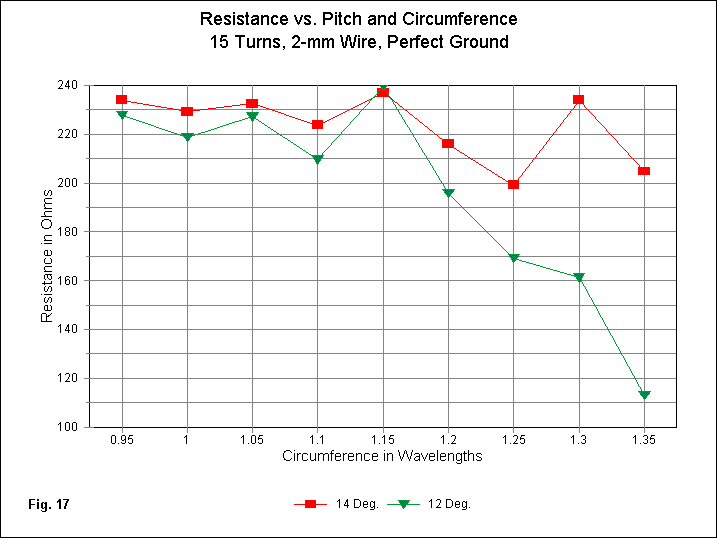 Resistance vs. Pitch and Circumference
15 Turns, 2-mm Wire, Perfect Ground
240
220
200
180
160
140
120
100
Resistance in Ohms
0.95 1 1.05 1.1 1.15 1.2 1.25 1.3 1.35
Circumference in Wavelengths
Fig. 17
14 Deg. 12 Deg.